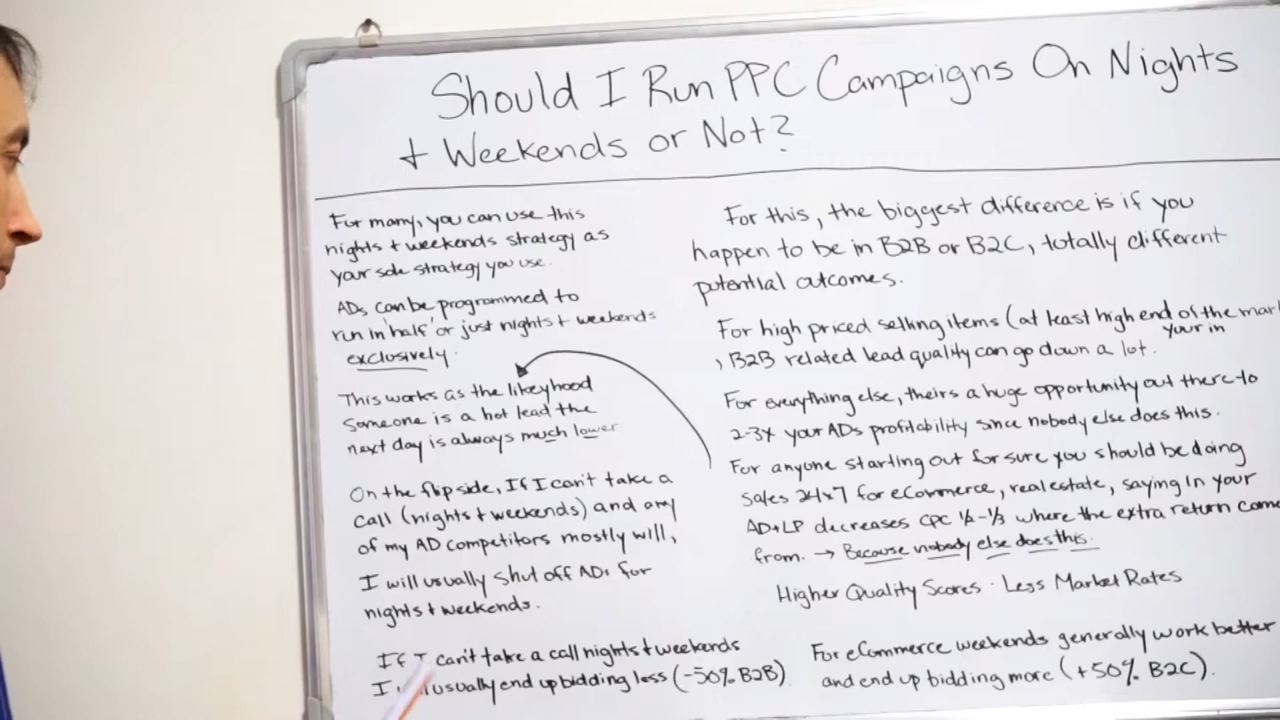 Should I Run PPC Campaigns On Nights
+ Weekends or Not?
For many, you can use this
nights + weekends strategy as
your sole strategy you use.
ADs can be programmed to
run in 'half' or just nights + weekends
exclusively.
This works as the likeyhood
Someone is a hot lead the
next day is always much lower
On the flip side, If I can't take a
call (nights + weekends) and any
of my AD competitors mostly will,
I will usually shut off ADs for
nights + weekends.
If I can't take a call nights + weekends
I usually end up bidding less (-50% B2B)
For this, the biggest difference is if you
happen to be in B2B or B2C, totally different
potential outcomes.
For high priced selling items (at least high end of the
your in
, B2B related lead quality can go down a lot.
For everything else, theirs a huge opportunity out there to
2-3x your ADs profitability since nobody else does this.
For anyone starting out for sure you should be doing
Sales 24x7 for eCommerce, real estate, saying in your
AD+LP decreases CPC 1/2-1/3 where the extra return
from. → Because nobody else does this.
Higher Quality Scores · Less Market Rates
For eCommerce weekends generally work better
and end up bidding more (+50% B2C).